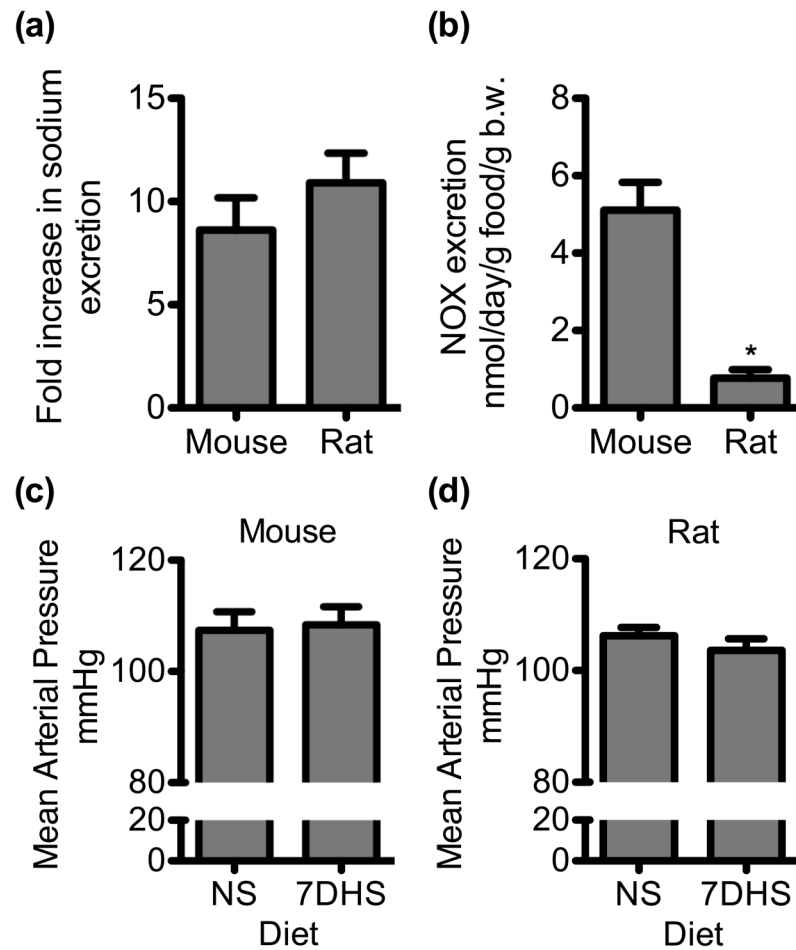 (a)
Fold increase in sodium
excretion
15
10
5
0
Mouse Rat
(b)
NOX excretion
nmol/day/g food/g b.w.
8
6
4
2
0
*
Mouse Rat
(c)
Mouse
Mean Arterial Pressure
mmHg
120
100
80
20
0
NS 7DHS
Diet
(d)
Rat
Mean Arterial Pressure
mmHg
120
100
80
20
0
NS 7DHS
Diet